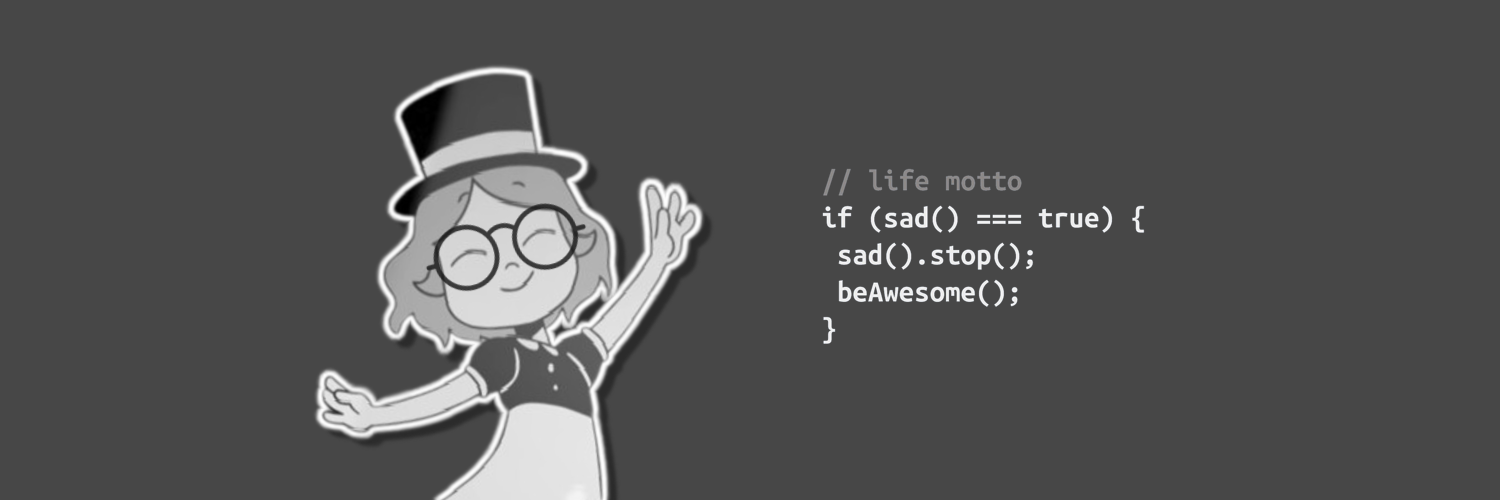 // life motto
if (sad() === true) {
 sad().stop();
 beAwesome();
}